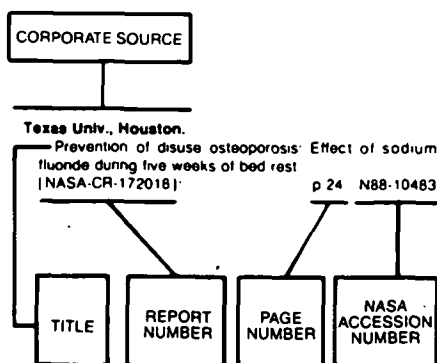 CORPORATE SOURCE
Texas Univ., Houston.
Prevention of disuse osteoporosis: Effect of sodium
fluonde during five weeks of bed rest
[NASA-CR-172018] p 24 N88-10483
TITLE
REPORT
NUMBER
PAGE
NUMBER
NASA
ACCESSION
NUMBER